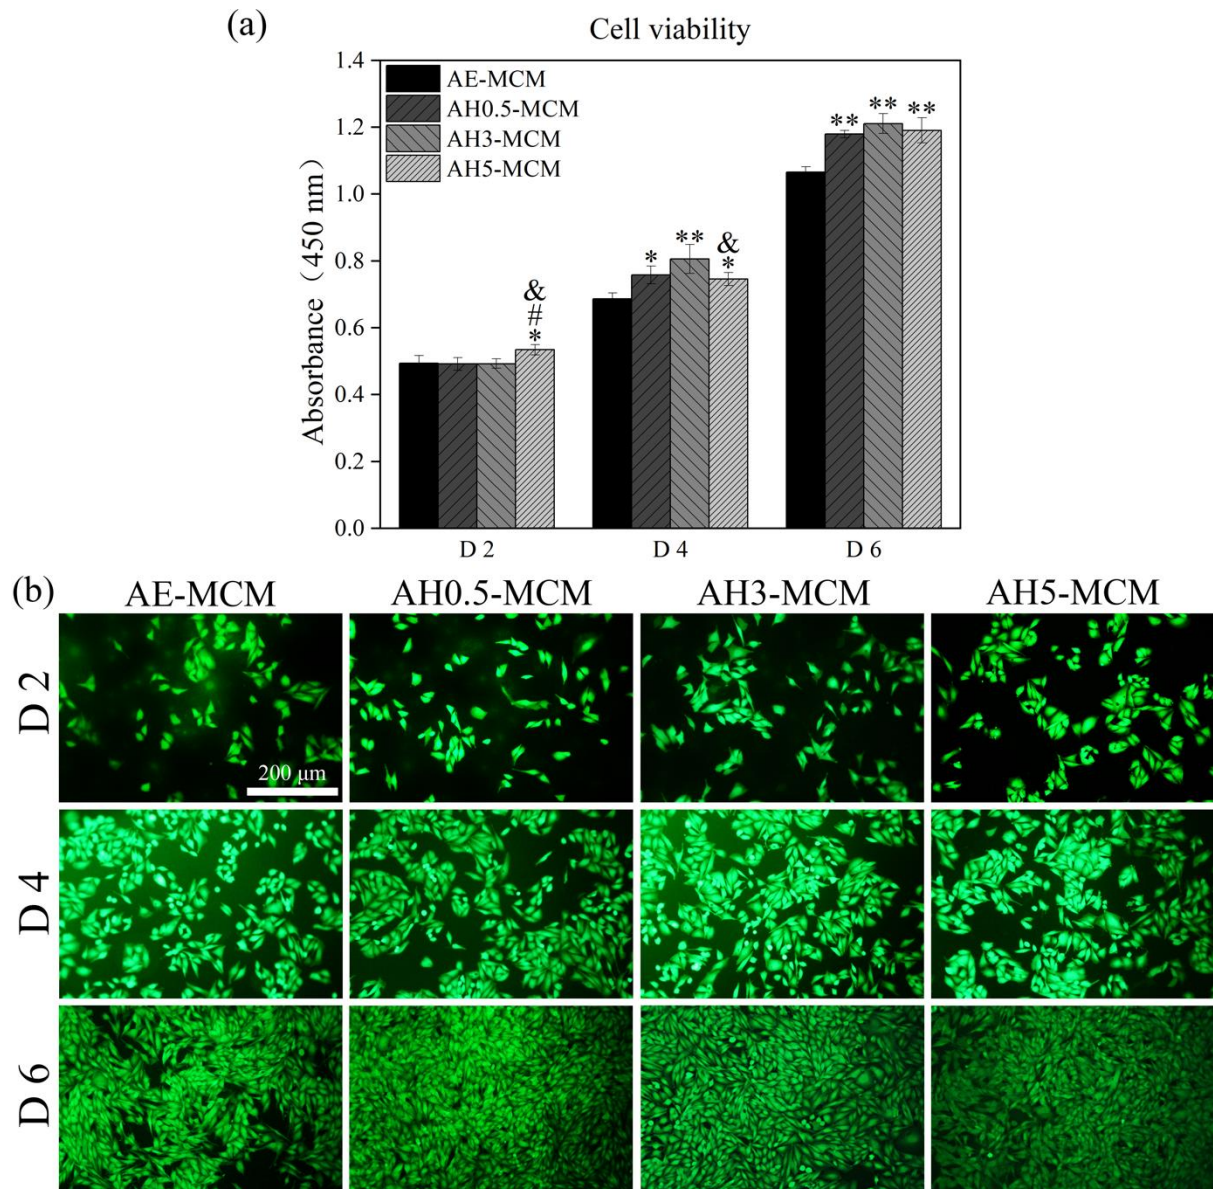 (a)
Cell viability
1.4
1.2
1.0
0.8
0.6
0.4
0.2
0.0
Absorbance（450 nm）
AE-MCM
AH0.5-MCM
AH3-MCM
AH5-MCM
&
#
*
*
**
&
*
**
**
**
D 2
D 4
D 6
(b)
AE-MCM AH0.5-MCM AH3-MCM AH5-MCM
D 2
200 μm
D 4
D 6